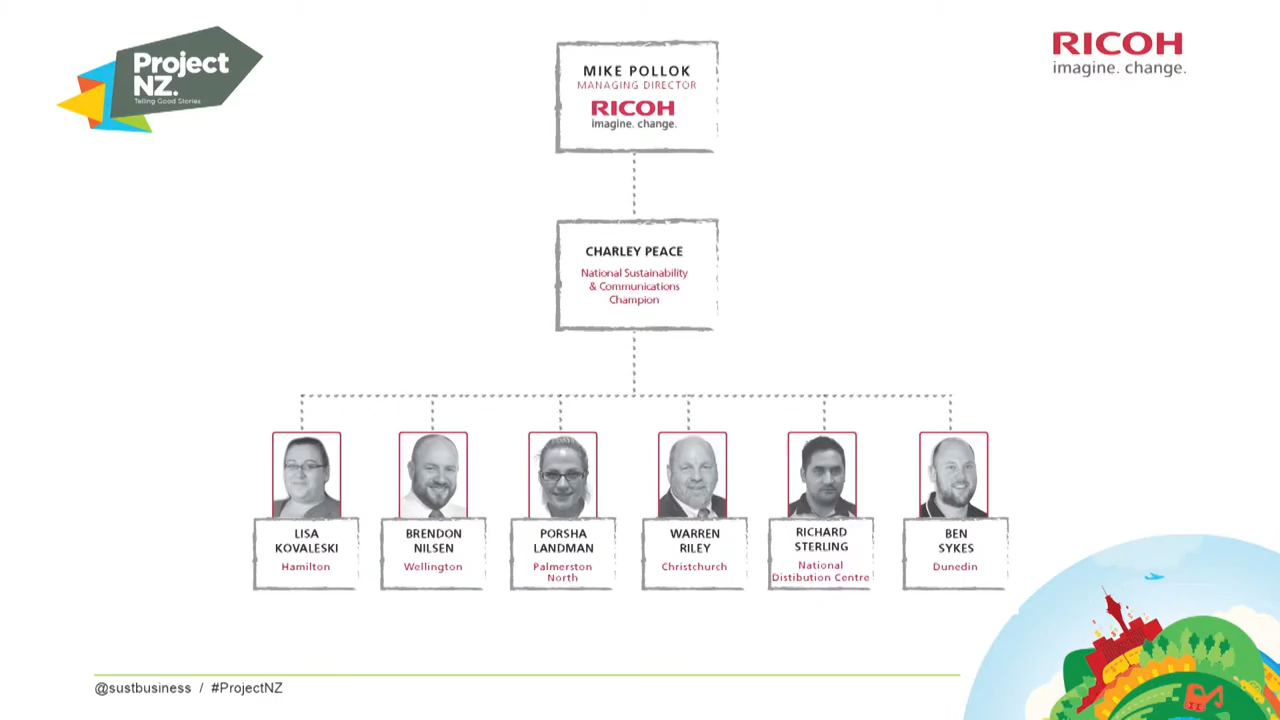 Project
NZ.
Telling Good Stories
RICOH
imagine. change.
MIKE POLLOK
MANAGING DIRECTOR
RICOH
imagine. change.
CHARLEY PEACE
National Sustainability
& Communications
Champion
LISA
KOVALESKI
Hamilton
BRENDON
NILSEN
Wellington
PORSHA
LANDMAN
Palmerston
North
WARREN
RILEY
Christchurch
RICHARD
STERLING
National
Distibution Centre
BEN
SYKES
Dunedin
@sustbusiness / #ProjectNZ